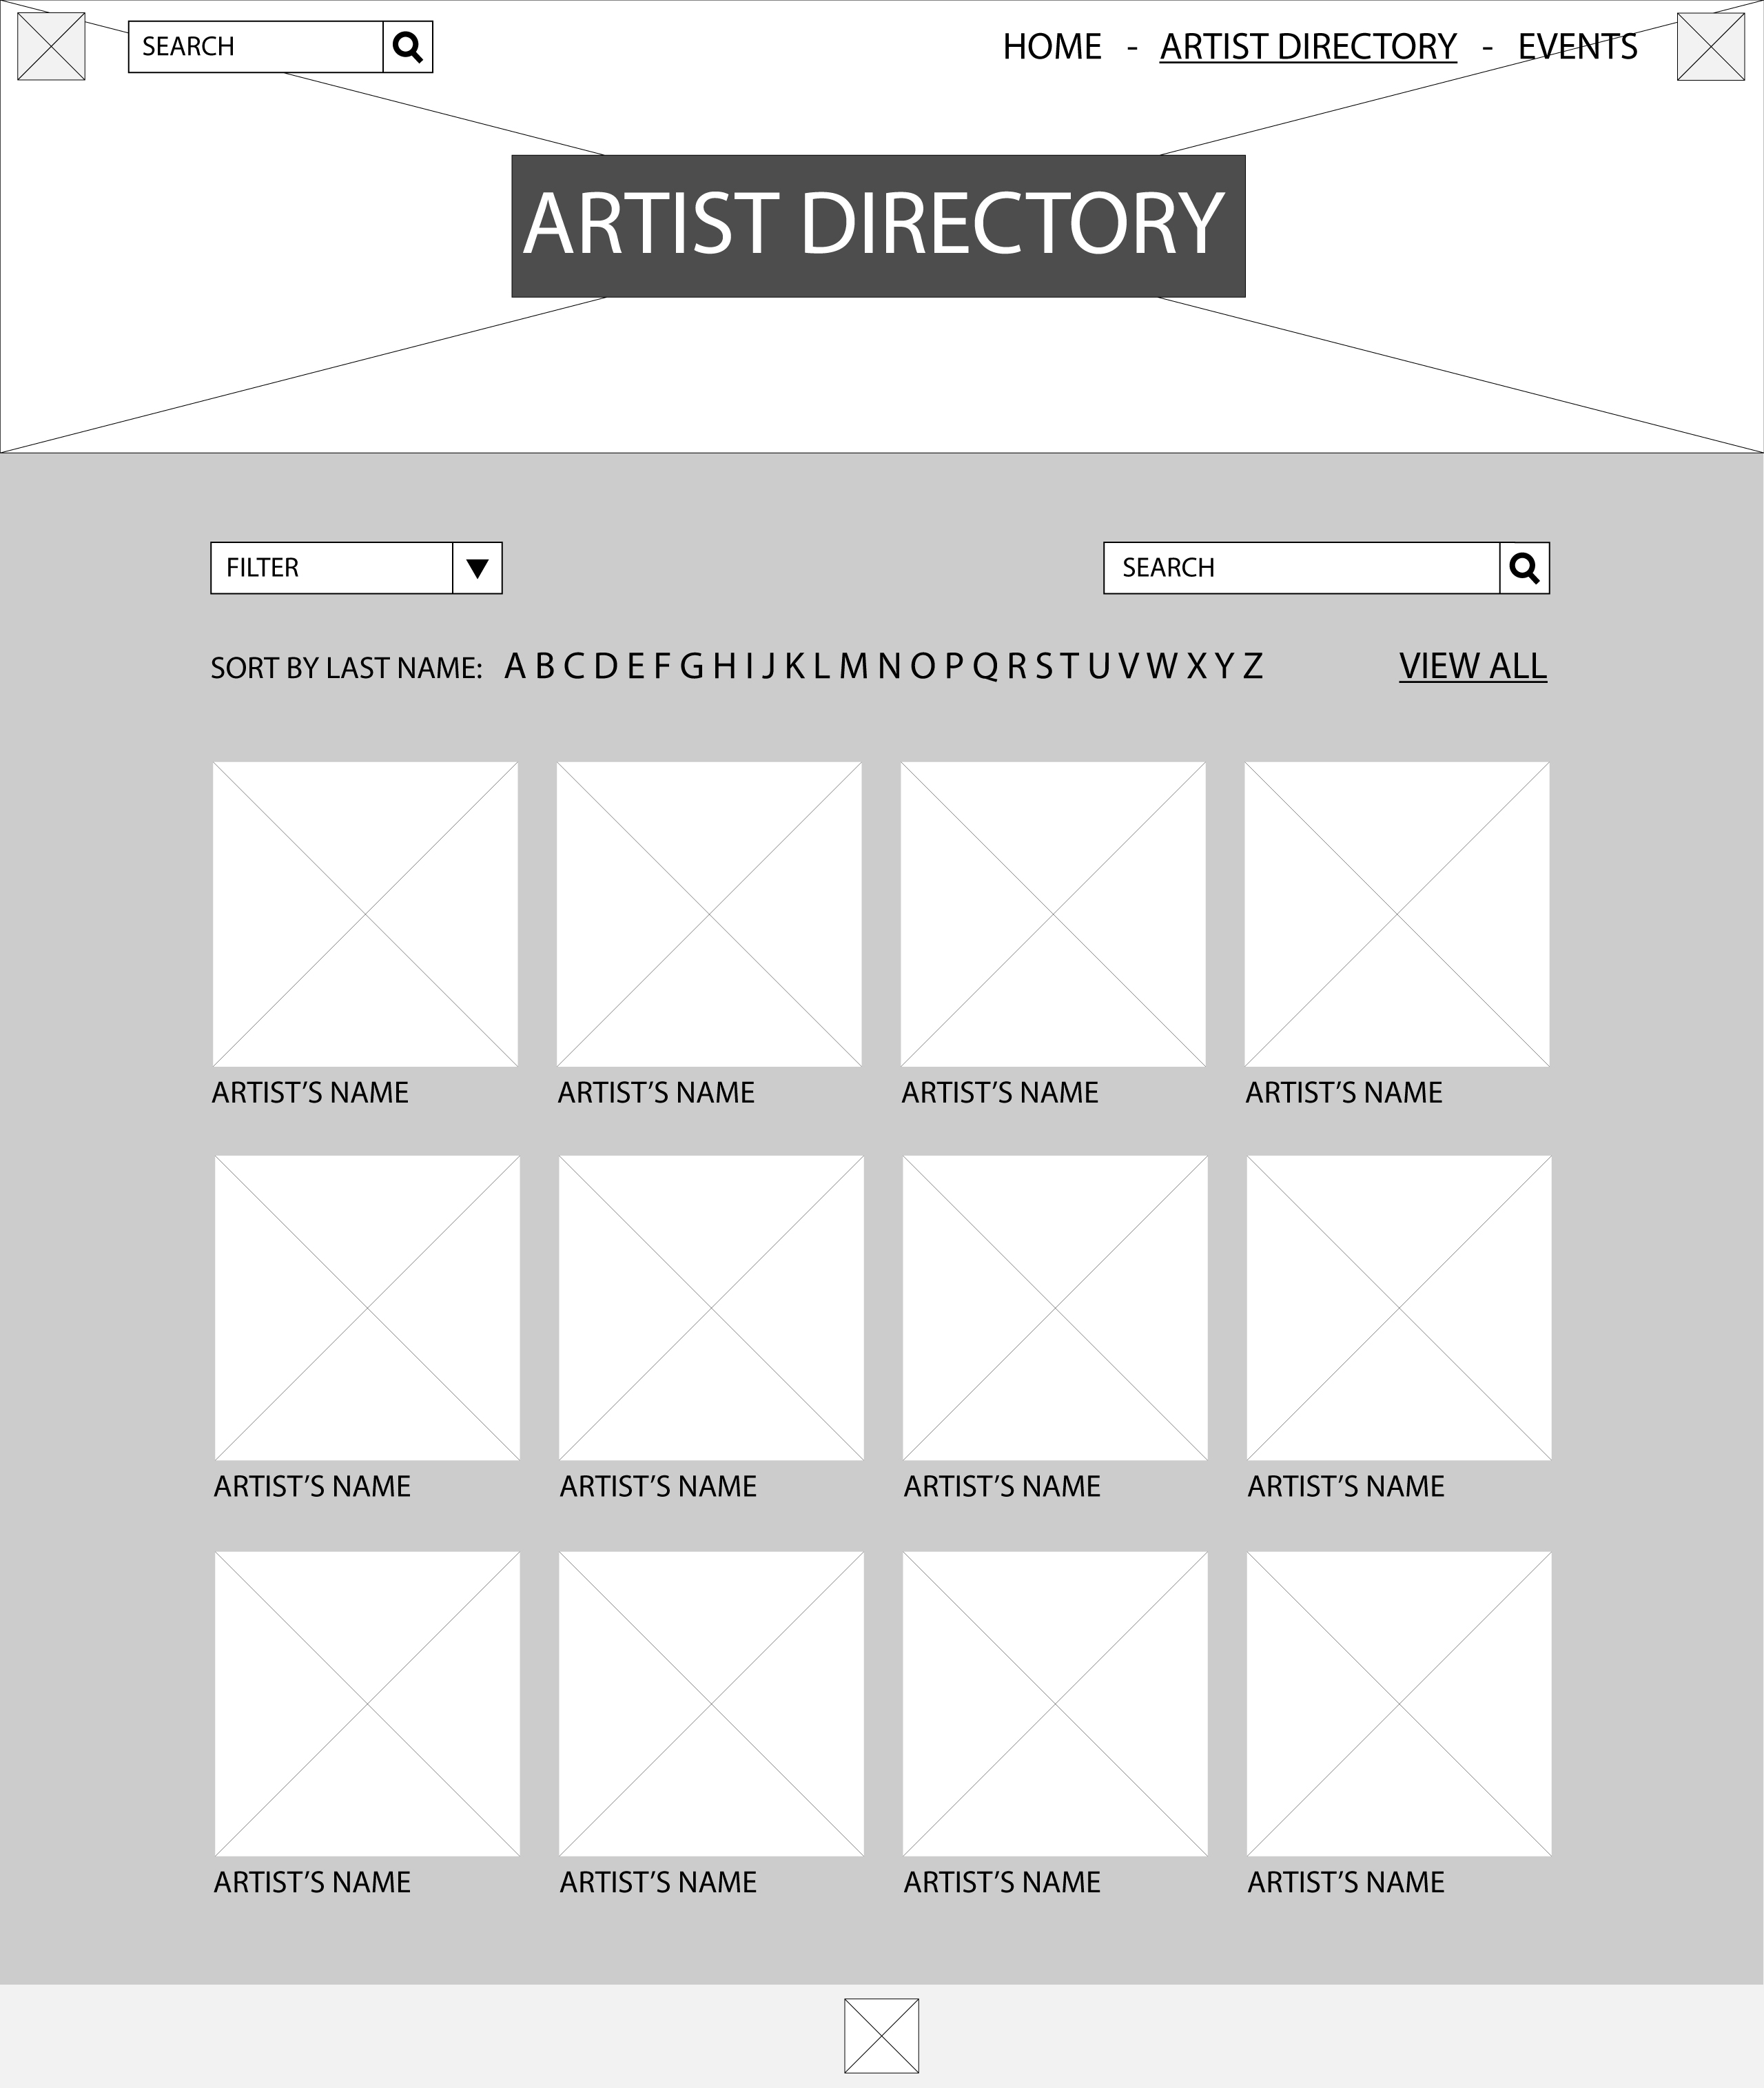 SEARCH
HOME - ARTIST DIRECTORY - EVENTS
ARTIST DIRECTORY
FILTER
SEARCH
SORT BY LAST NAME: A B C D E F G H I J K L M N O P Q R S T U V W X Y Z
VIEW ALL
ARTIST’S NAME
ARTIST’S NAME
ARTIST’S NAME
ARTIST’S NAME
ARTIST’S NAME
ARTIST’S NAME
ARTIST’S NAME
ARTIST’S NAME
ARTIST’S NAME
ARTIST’S NAME
ARTIST’S NAME
ARTIST’S NAME